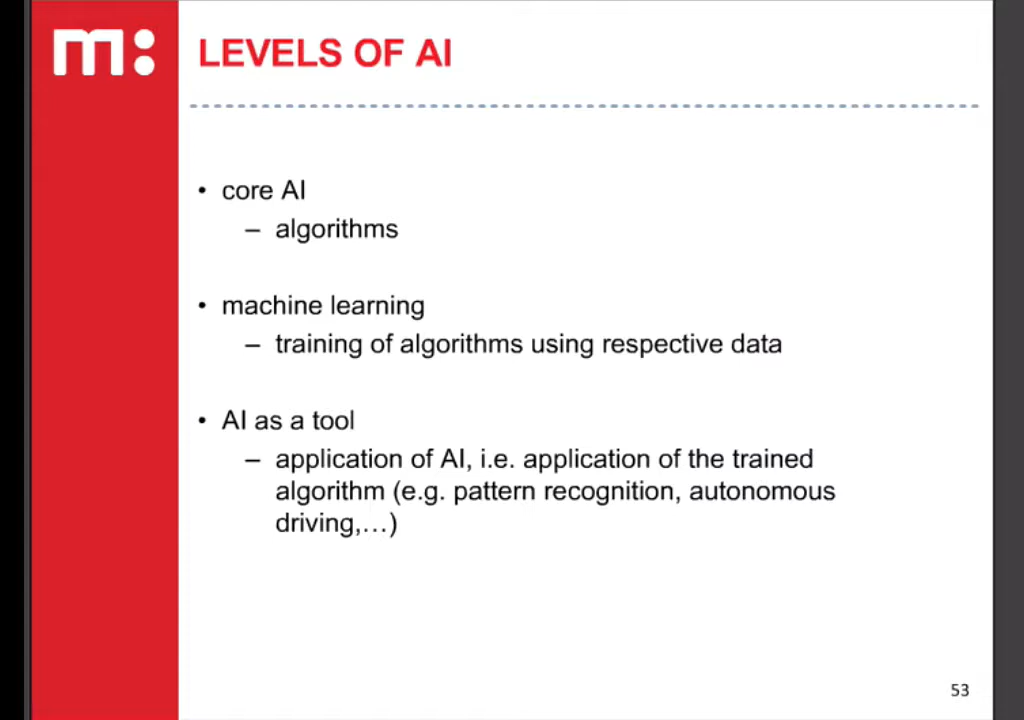 m:
LEVELS OF AI
• core AI
– algorithms
• machine learning
– training of algorithms using respective data
• AI as a tool
– application of AI, i.e. application of the trained
algorithm (e.g. pattern recognition, autonomous
driving,…)
53